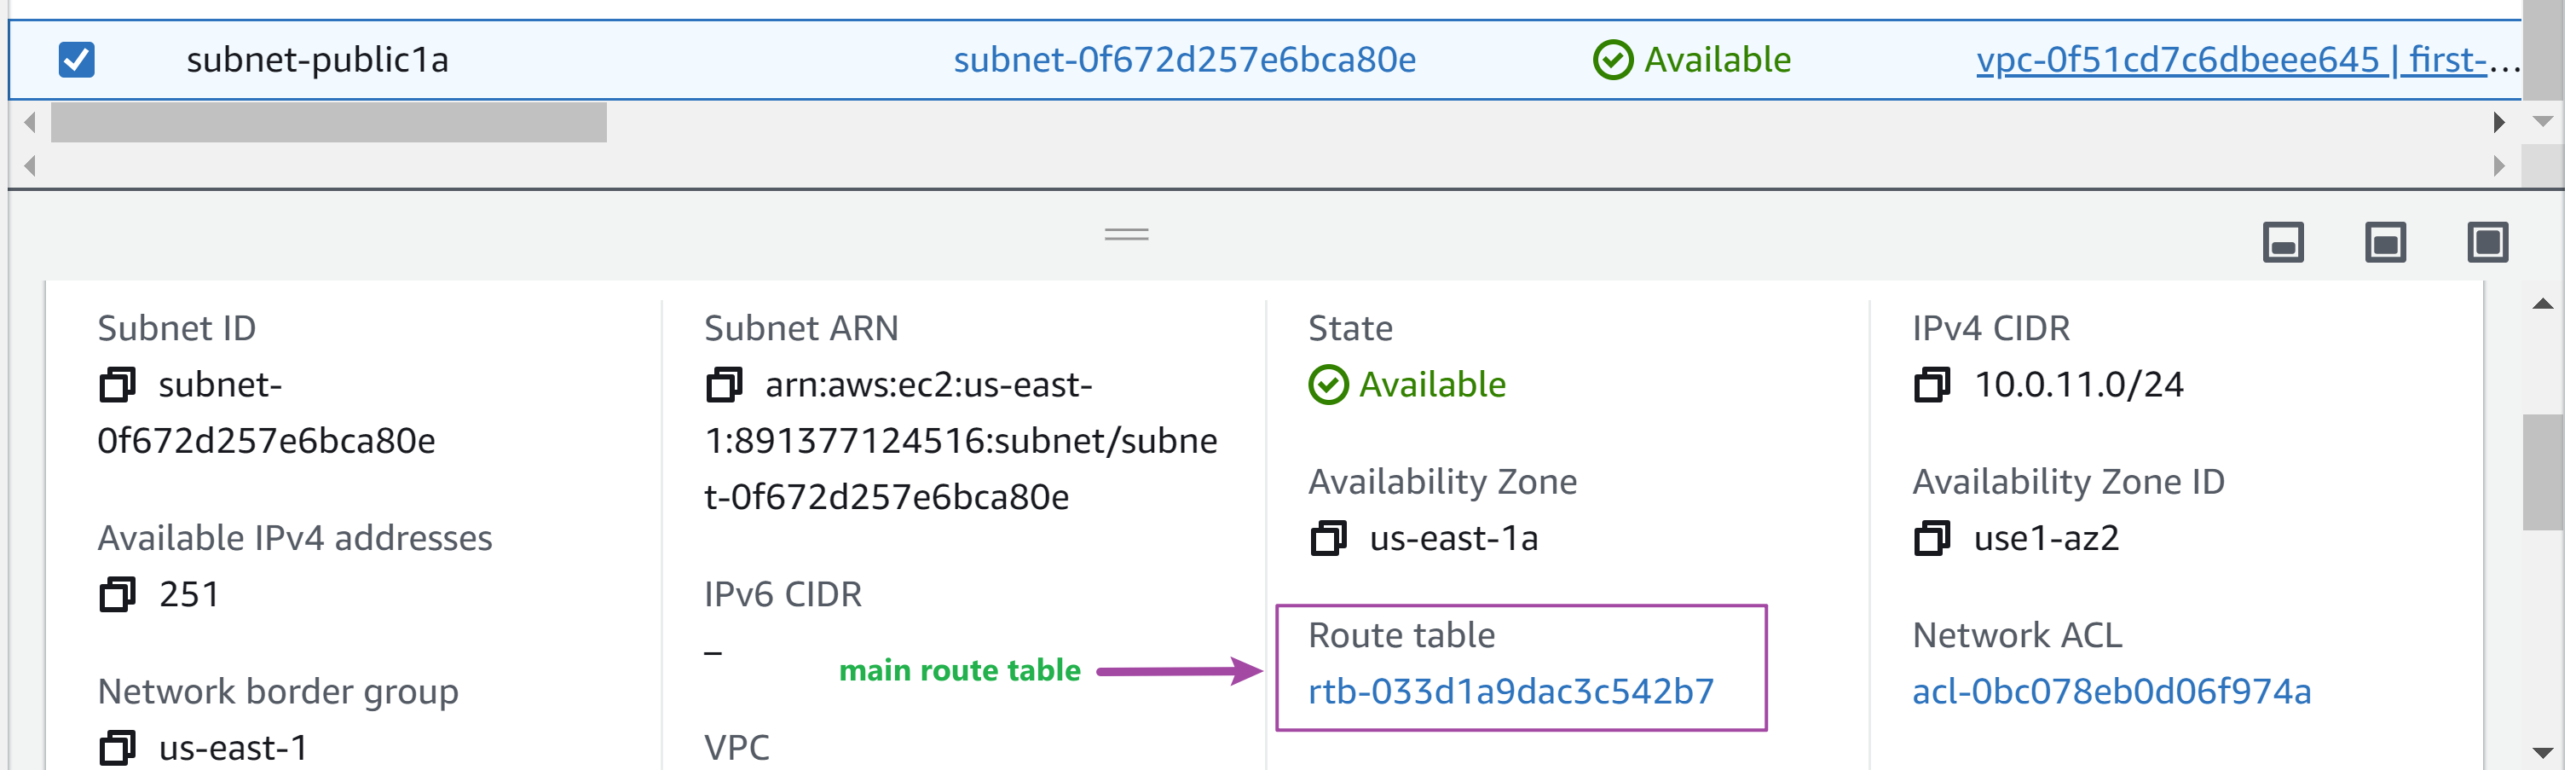 subnet-public1a subnet-0f672d257e6bca80e Available vpc-0f51cd7c6dbeee645 | first-...
Subnet ID
subnet-
0f672d257e6bca80e
Available IPv4 addresses
251
Network border group
us-east-1
Subnet ARN
arn:aws:ec2:us-east-
1:891377124516:subnet/subne
t-0f672d257e6bca80e
IPv6 CIDR
–
main route table
VPC
State
Available
Availability Zone
us-east-1a
Route table
rtb-033d1a9dac3c542b7
IPv4 CIDR
10.0.11.0/24
Availability Zone ID
use1-az2
Network ACL
acl-0bc078eb0d06f974a